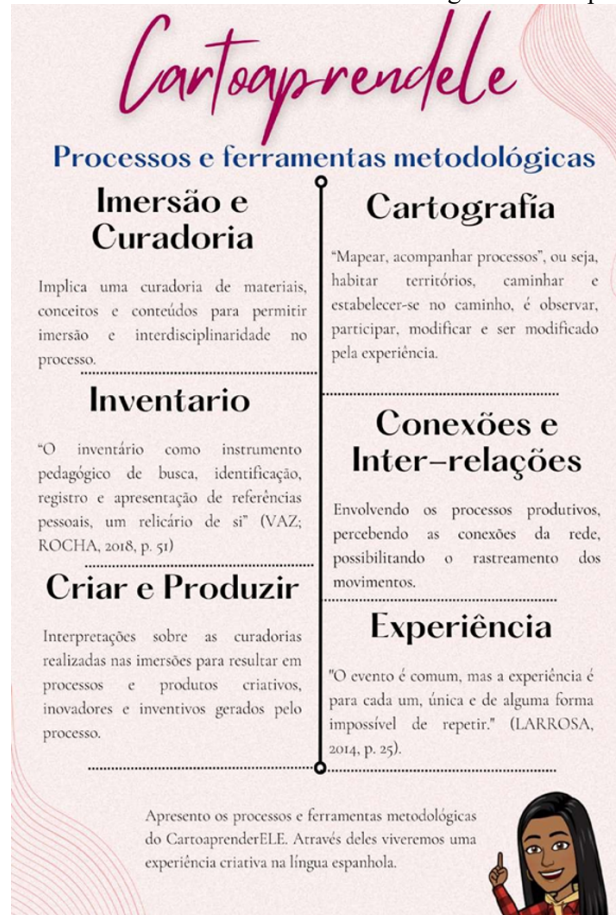 Cartoaprendele
Processos e ferramentas metodológicas
Imersão e
Curadoria
Implica uma curadoria de materiais,
conceitos e conteúdos para permitir
imersão e interdisciplinaridade no
processo.
Inventario
“O inventário como instrumento
pedagógico de busca, identificação,
registro e apresentação de referências
pessoais, um relicário de si” (VAZ;
ROCHA, 2018, p. 51)
Criar e Produzir
Interpretações sobre as curadorias
realizadas nas imersões para resultar em
processos e produtos criativos,
inovadores e inventivos gerados pelo
processo.
Cartografía
“Mapear, acompanhar processos”, ou seja,
habitar territórios, caminhar e
estabelecer-se no caminho, é observar,
participar, modificar e ser modificado
pela experiência.
Conexões e
Inter-relações
Envolvendo os processos produtivos,
percebendo as conexões da rede,
possibilitando o rastreamento dos
movimentos.
Experiência
"O evento é comum, mas a experiência é
para cada um, única e de alguma forma
impossível de repetir." (LARROSA,
2014, p. 25).
Apresento os processos e ferramentas metodológicas
do CartoaprenderELE. Através deles viveremos uma
experiência criativa na língua espanhola.